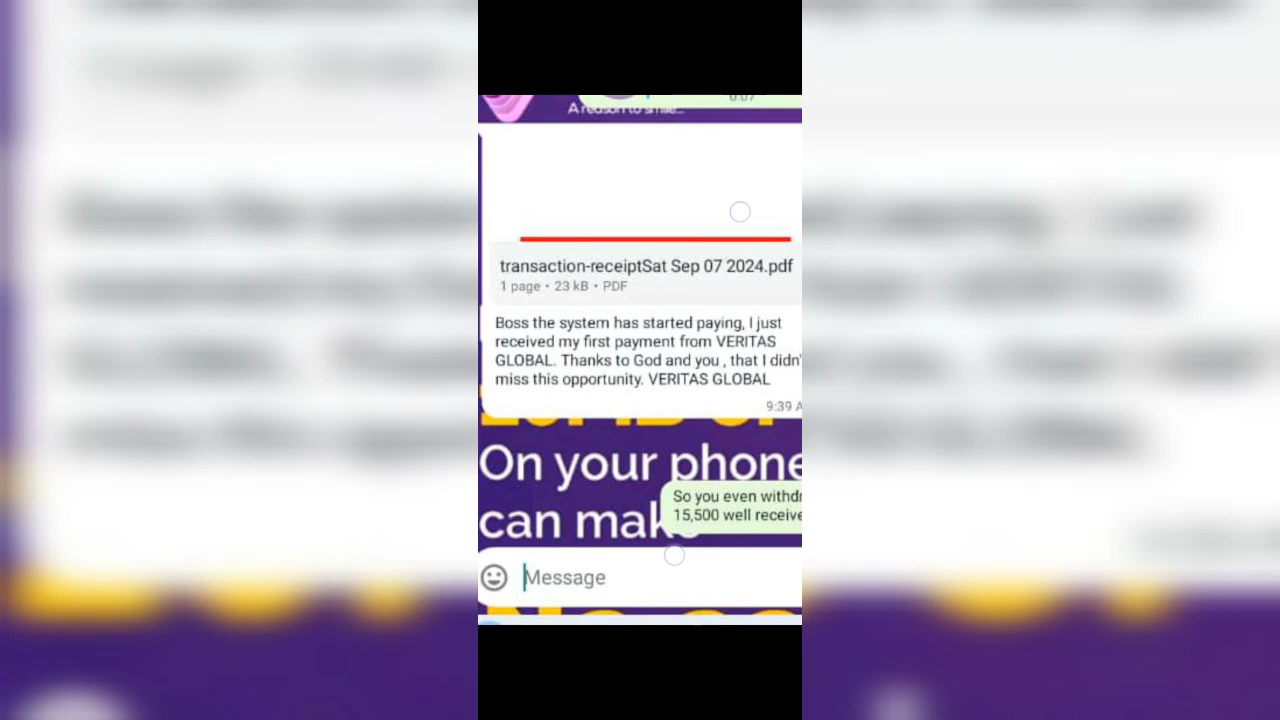 A reason to smile...
transaction-receiptSat Sep 07 2024.pdf
1 page • 23 kB • PDF
Boss the system has started paying, I just
received my first payment from VERITAS
GLOBAL. Thanks to God and you , that I didn'
miss this opportunity. VERITAS GLOBAL
9:39 A
On your phone
So you even withdr
15,500 well receive
can mak
Message